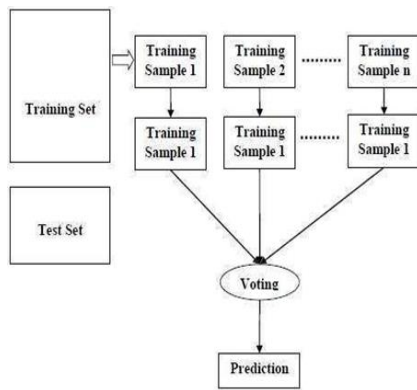 Training Set
Training
Sample 1
Training
Sample 2
Training
Sample n
Training
Sample 1
Training
Sample 1
Training
Sample 1
Test Set
Voting
Prediction